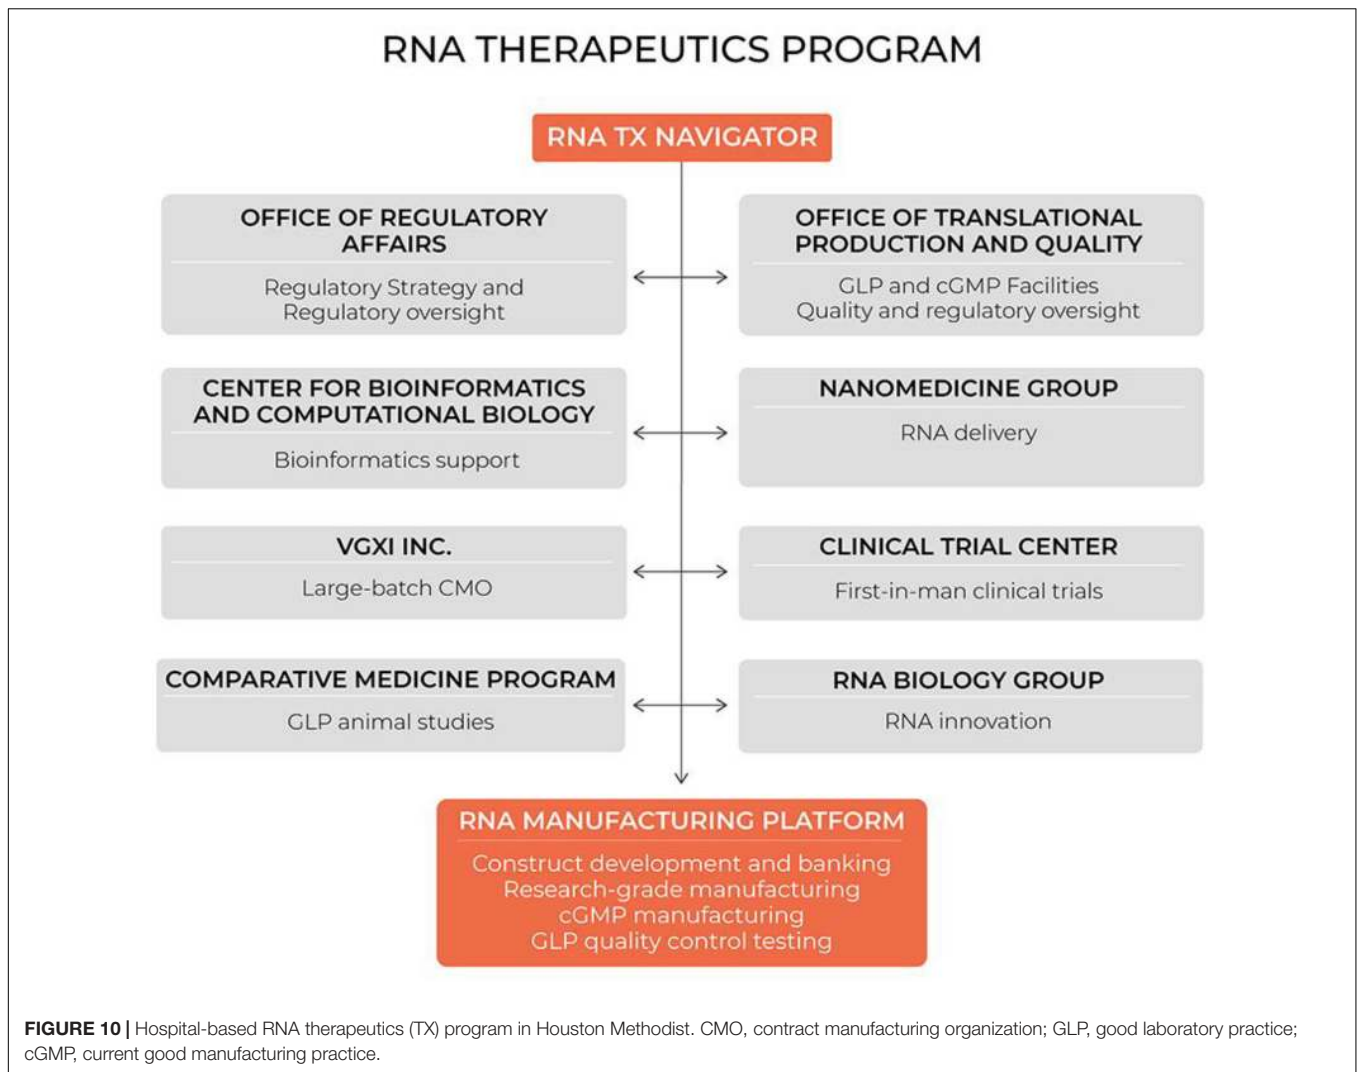 RNA THERAPEUTICS PROGRAM
RNA TX NAVIGATOR
OFFICE OF REGULATORY
AFFAIRS
Regulatory Strategy and
Regulatory oversight
OFFICE OF TRANSLATIONAL
PRODUCTION AND QUALITY
GLP and cGMP Facilities
Quality and regulatory oversight
CENTER FOR BIOINFORMATICS
AND COMPUTATIONAL BIOLOGY
Bioinformatics support
NANOMEDICINE GROUP
RNA delivery
VGXI INC.
Large-batch CMO
CLINICAL TRIAL CENTER
First-in-man clinical trials
COMPARATIVE MEDICINE PROGRAM
GLP animal studies
RNA BIOLOGY GROUP
RNA innovation
RNA MANUFACTURING PLATFORM
Construct development and banking
Research-grade manufacturing
cGMP manufacturing
GLP quality control testing
FIGURE 10 | Hospital-based RNA therapeutics (TX) program in Houston Methodist. CMO, contract manufacturing organization; GLP, good laboratory practice;
cGMP, current good manufacturing practice.